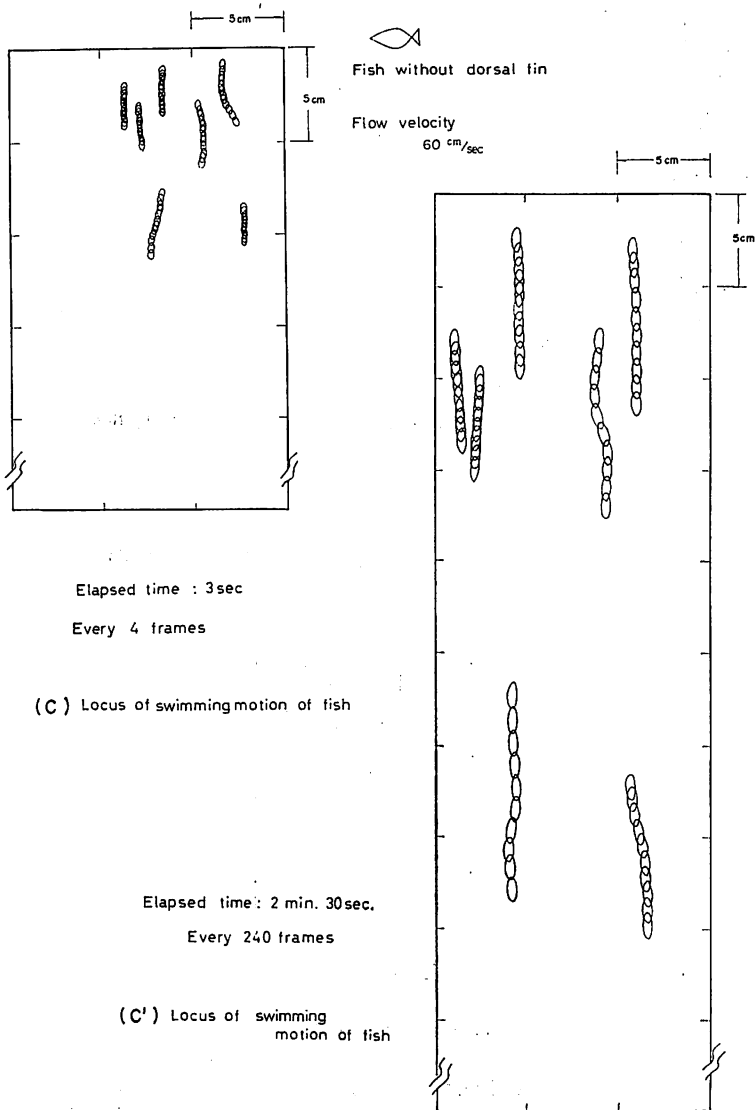 5cm
5cm
Fish without dorsal fin
Flow velocity
60 cm/sec
5cm
5cm
Elapsed time : 3sec
Every 4 frames
(C) Locus of swimming motion of fish
Elapsed time : 2 min. 30sec.
Every 240 frames
(C') Locus of swimming
motion of fish